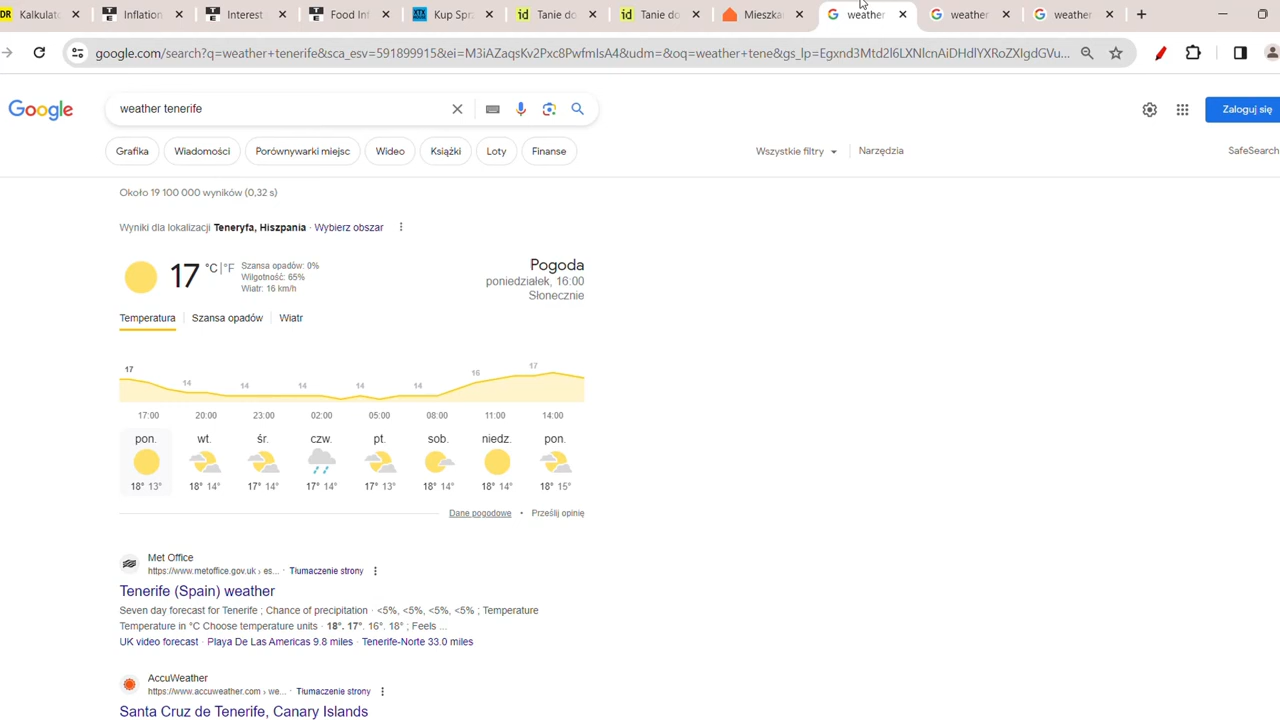 Kalkulato
Inflation
Interest
Food Inf
Kup Sprz
Tanie do
Tanie do
Mieszka
weather
weather
weather
google.com/search?q=weather+tenerife&sca_esv=591899915&ei=M3iAZaqsKv2Pxc8PwfmIsA4&udm=&oq=weather+tene&gs_lp=Egxnd3Mtd2l6LXNlcnAiDHdlYXRoZXIgdGVu...
Google
weather tenerife
Zaloguj się
Grafika
Wiadomości
Porównywarki miejsc
Wideo
Książki
Loty
Finanse
Wszystkie filtry
Narzędzia
SafeSearch
Około 19 100 000 wyników (0,32 s)
Wyniki dla lokalizacji Teneryfa, Hiszpania · Wybierz obszar
17 °C | °F
Szansa opadów: 0%
Wilgotność: 65%
Wiatr: 16 km/h
Pogoda
poniedziałek, 16:00
Słonecznie
Temperatura
Szansa opadów
Wiatr
17 14 14 14 14 14 16 17
17:00 20:00 23:00 02:00 05:00 08:00 11:00 14:00
pon. wt. śr. czw. pt. sob. niedz. pon.
18° 13° 18° 14° 17° 14° 17° 14° 17° 13° 18° 14° 18° 14° 18° 15°
Dane pogodowe • Prześlij opinię
Met Office
https://www.metoffice.gov.uk › es... · Tłumaczenie strony
Tenerife (Spain) weather
Seven day forecast for Tenerife ; Chance of precipitation · <5%, <5%, <5%, <5% ; Temperature
Temperature in °C Choose temperature units · 18°. 17°. 16°. 18° ; Feels ...
UK video forecast · Playa De Las Americas 9.8 miles · Tenerife-Norte 33.0 miles
AccuWeather
https://www.accuweather.com › we... · Tłumaczenie strony
Santa Cruz de Tenerife, Canary Islands